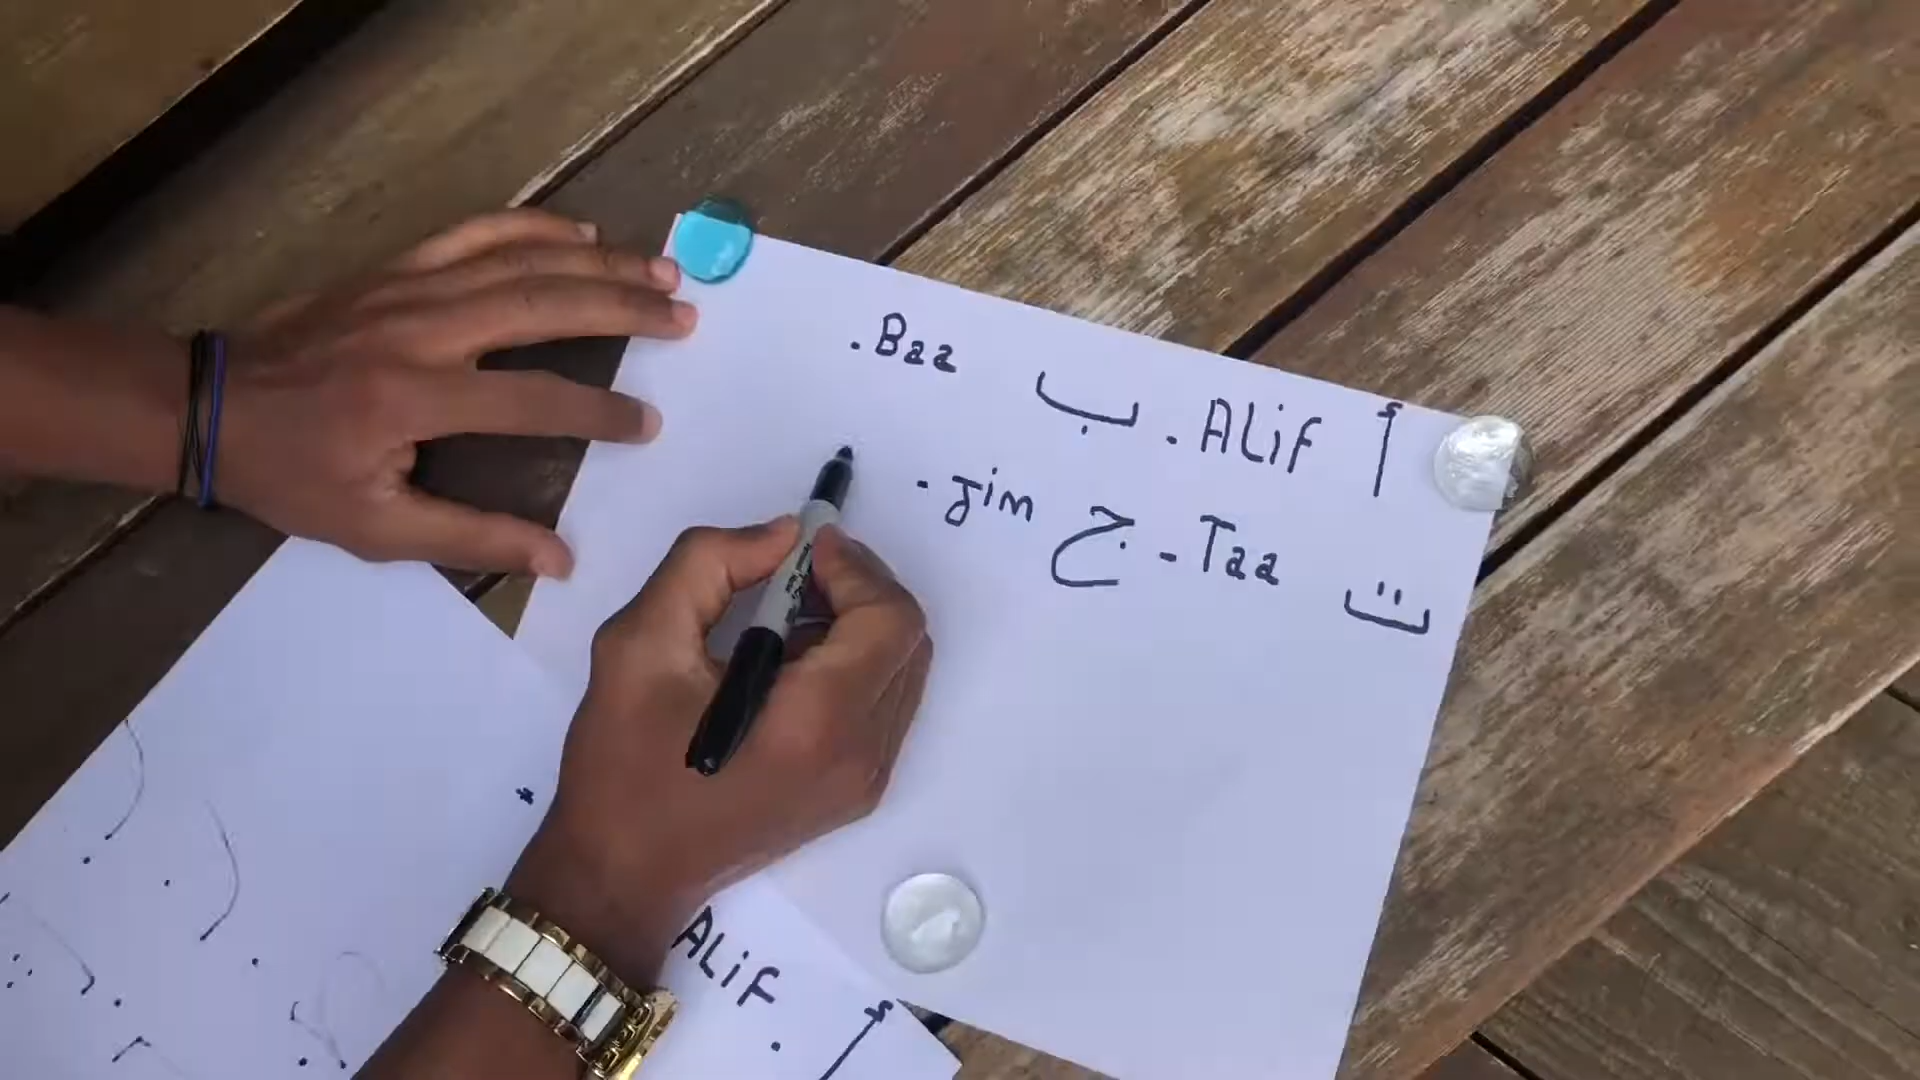 أ ALiF . ب Baa .
ت Taa - ج jim -
ALiF .
أ